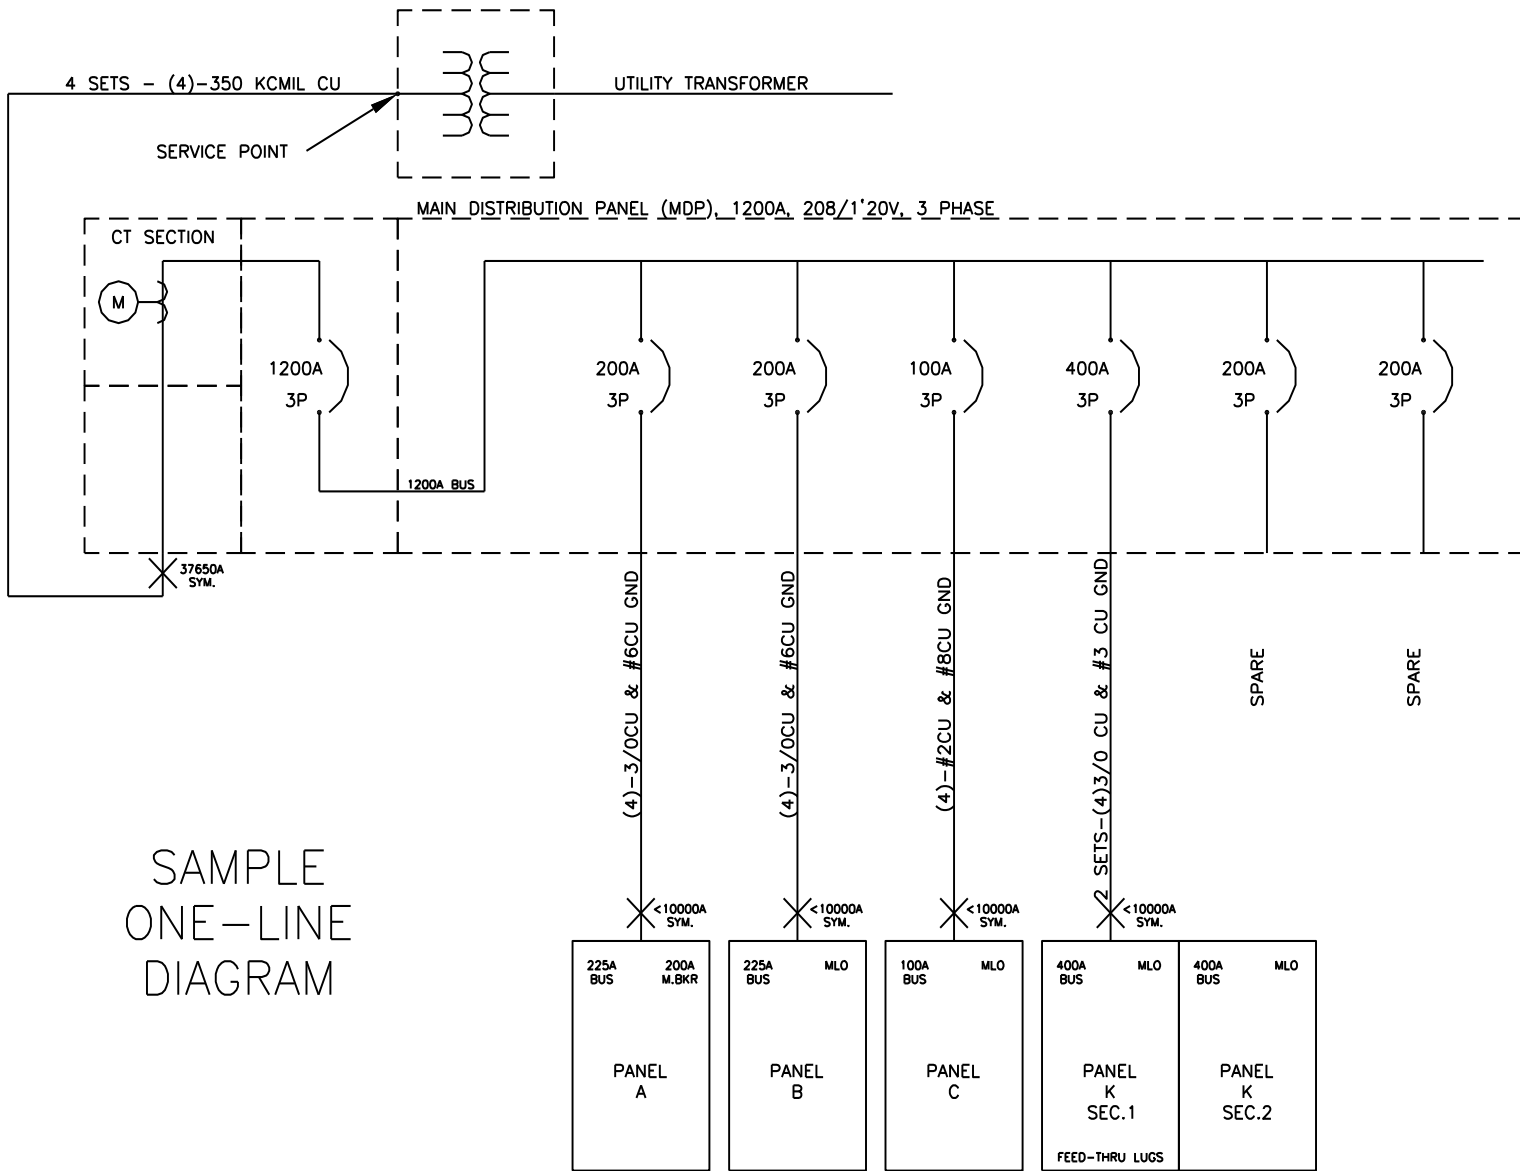 4 SETS - (4)-350 KCMIL CU
UTILITY TRANSFORMER
SERVICE POINT
MAIN DISTRIBUTION PANEL (MDP), 1200A, 208/1'20V, 3 PHASE
CT SECTION
M
1200A
3P
200A
3P
200A
3P
100A
3P
400A
3P
200A
3P
200A
3P
1200A BUS
37650A
SYM.
(4)-3/0CU & #6CU GND
(4)-3/0CU & #6CU GND
(4)-#2CU & #8CU GND
2 SETS-(4)3/0 CU & #3 CU GND
SPARE
SPARE
SAMPLE
ONE-LINE
DIAGRAM
<10000A
SYM.
<10000A
SYM.
<10000A
SYM.
<10000A
SYM.
225A
BUS
200A
M.BKR
PANEL
A
225A
BUS
MLO
PANEL
B
100A
BUS
MLO
PANEL
C
400A
BUS
MLO
PANEL
K
SEC.1
FEED-THRU LUGS
400A
BUS
MLO
PANEL
K
SEC.2